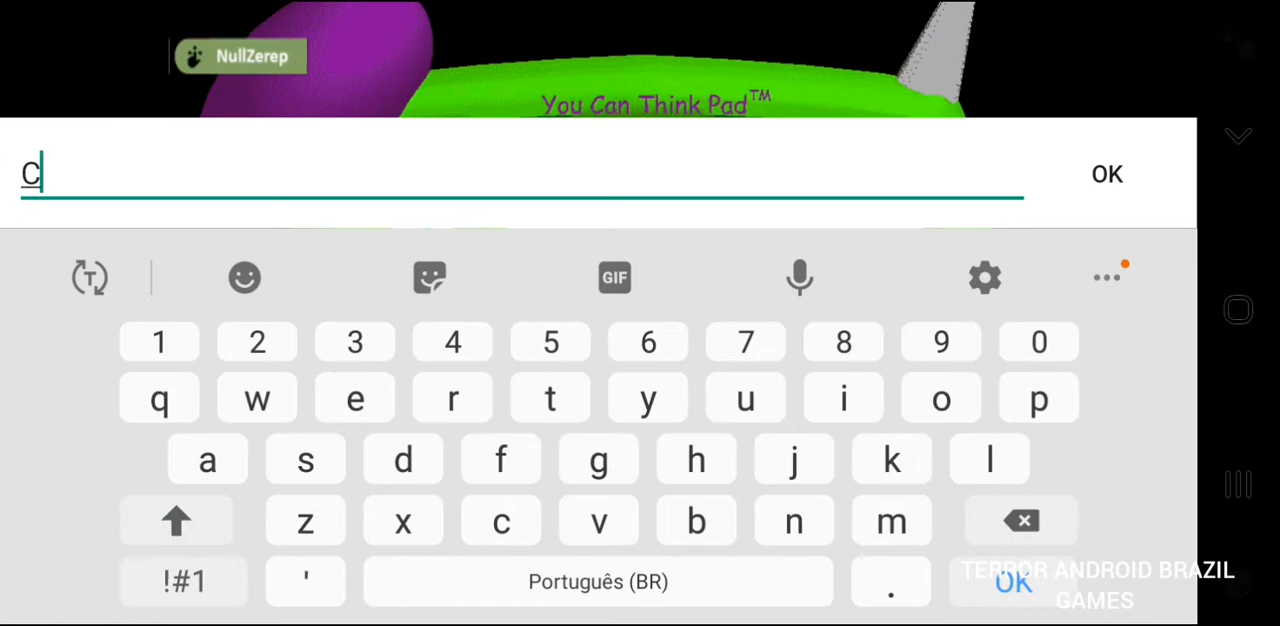 NullZerep
You Can Think Pad™
C
OK
T
GIF
1 2 3 4 5 6 7 8 9 0
q w e r t y u i o p
a s d f g h j k l
z x c v b n m
!#1 ' Português (BR) . OK
TERROR ANDROID BRAZIL
GAMES